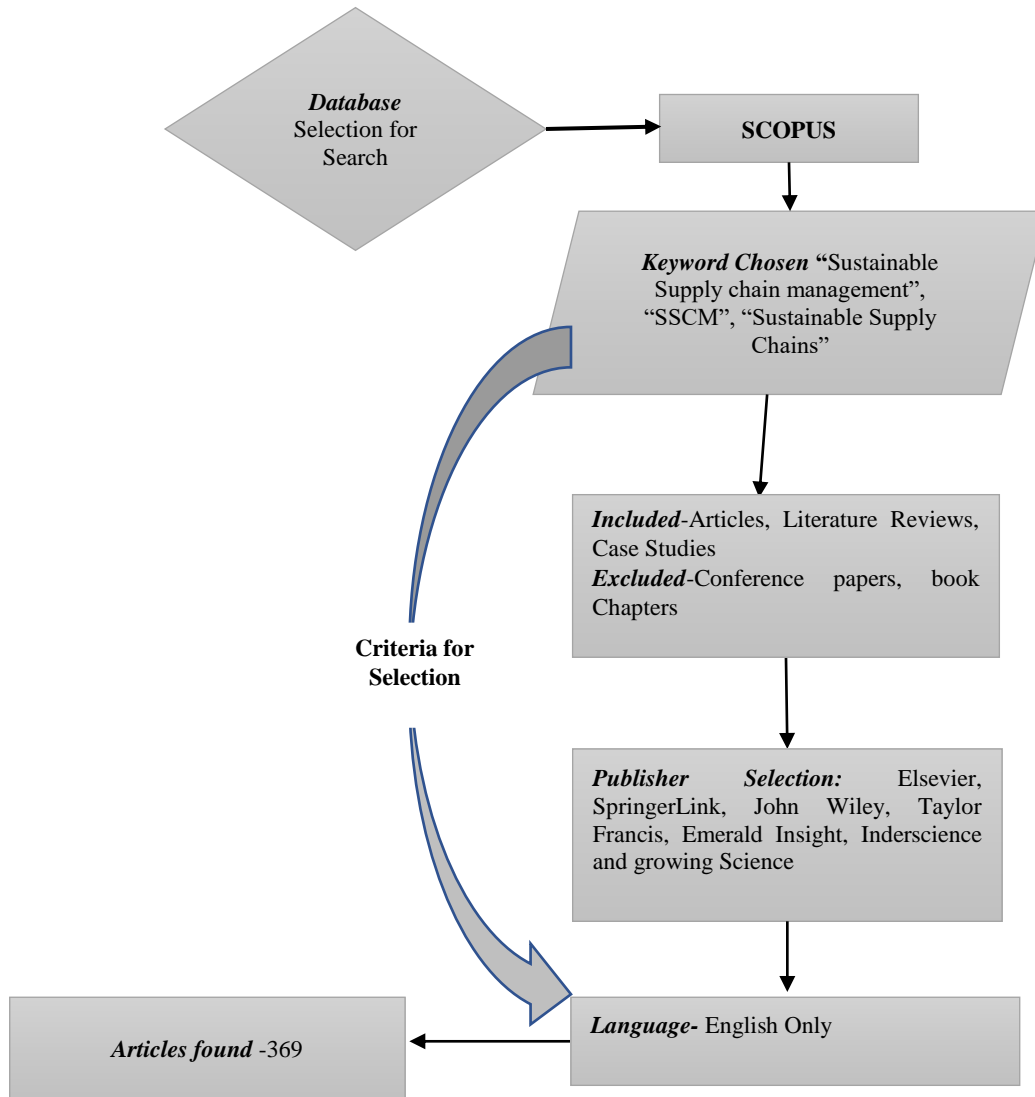 Database
Selection for
Search
SCOPUS
Keyword Chosen “Sustainable
Supply chain management”,
“SSCM”, “Sustainable Supply
Chains”
Included-Articles, Literature Reviews,
Case Studies
Excluded-Conference papers, book
Chapters
Criteria for
Selection
Publisher Selection: Elsevier,
SpringerLink, John Wiley, Taylor
Francis, Emerald Insight, Inderscience
and growing Science
Language- English Only
Articles found -369